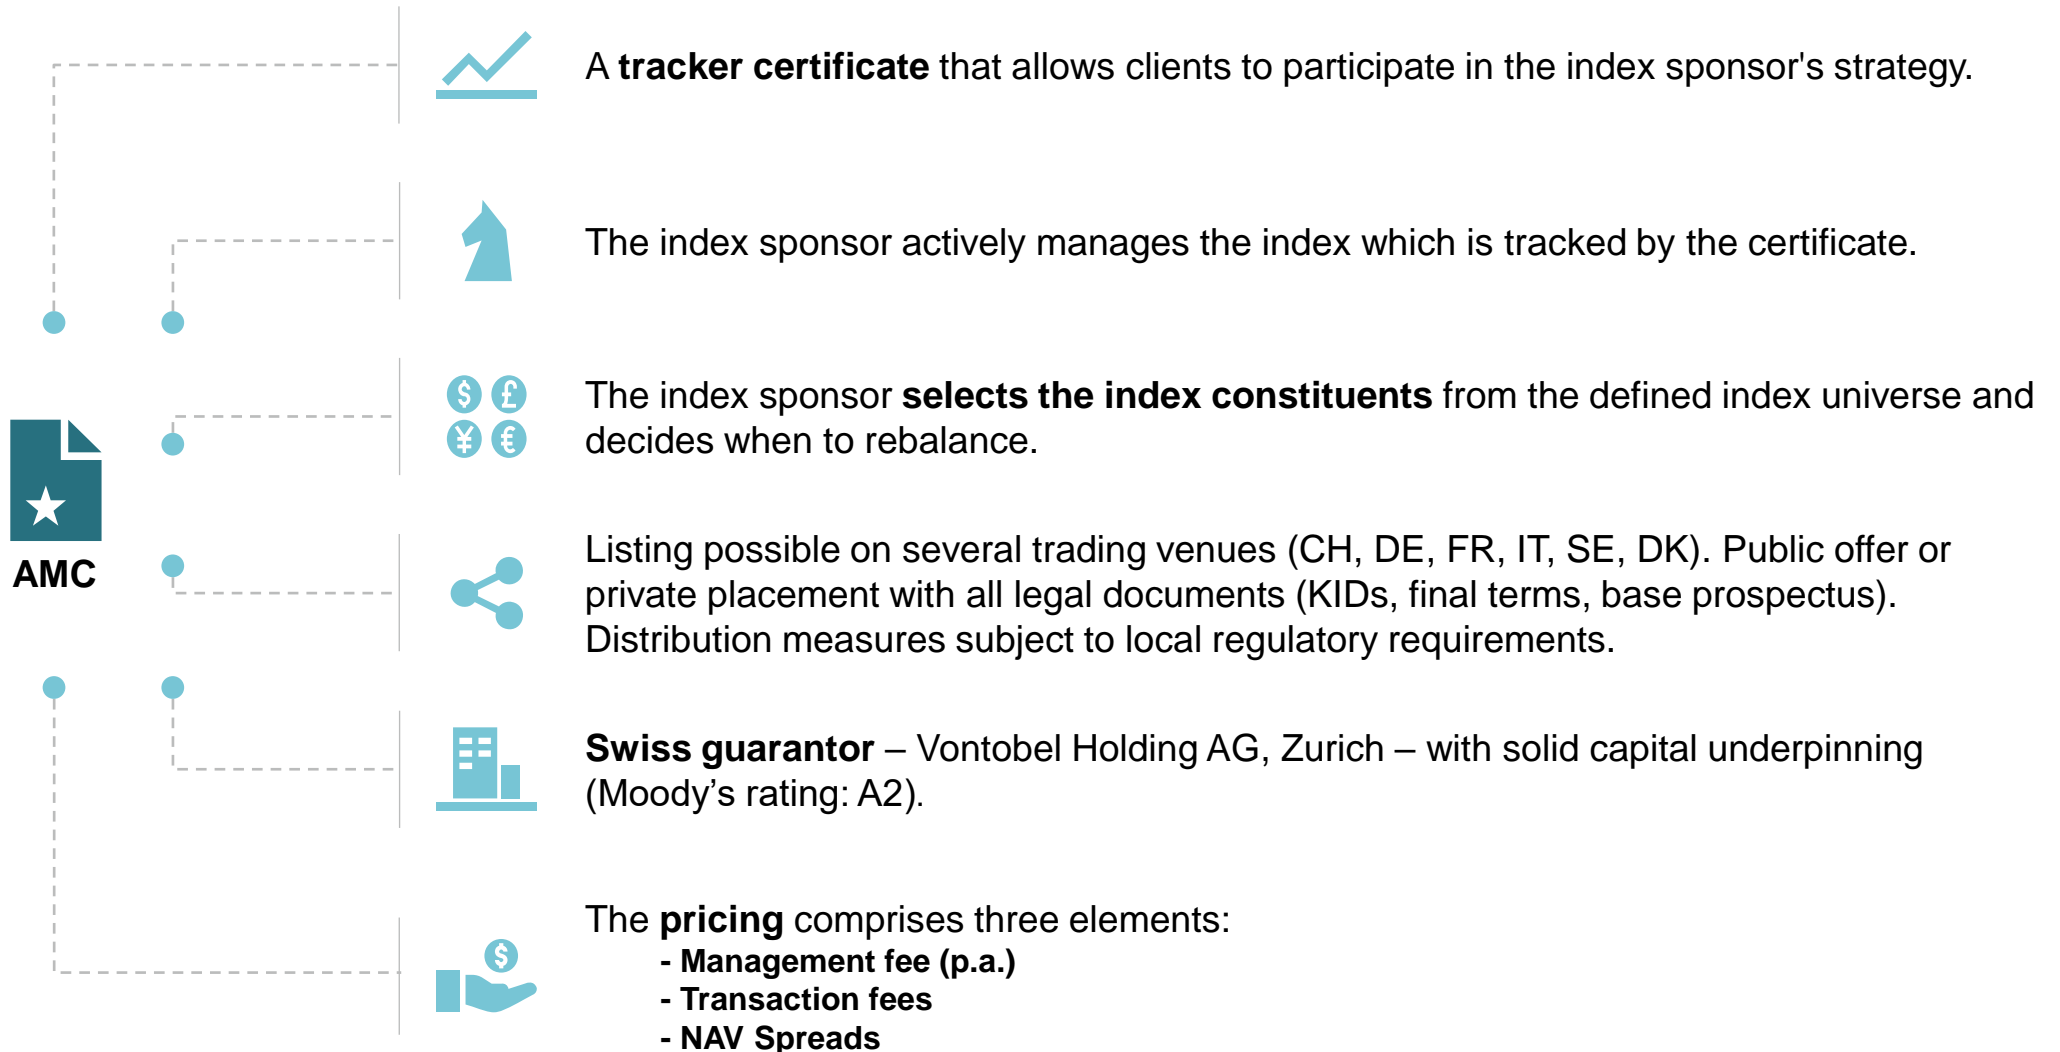 A tracker certificate that allows clients to participate in the index sponsor's strategy.
The index sponsor actively manages the index which is tracked by the certificate.
$ £
¥ €
The index sponsor selects the index constituents from the defined index universe and
decides when to rebalance.
AMC
Listing possible on several trading venues (CH, DE, FR, IT, SE, DK). Public offer or
private placement with all legal documents (KIDs, final terms, base prospectus).
Distribution measures subject to local regulatory requirements.
Swiss guarantor – Vontobel Holding AG, Zurich – with solid capital underpinning
(Moody’s rating: A2).
The pricing comprises three elements:
- Management fee (p.a.)
- Transaction fees
- NAV Spreads
$